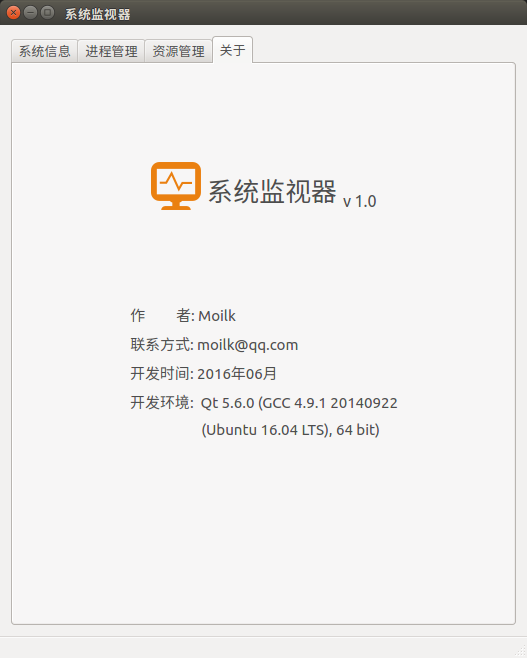 系统监视器
系统信息 进程管理 资源管理 关于
系统监视器 v 1.0
作 者: Moilk
联系方式: moilk@qq.com
开发时间: 2016年06月
开发环境: Qt 5.6.0 (GCC 4.9.1 20140922
(Ubuntu 16.04 LTS), 64 bit)